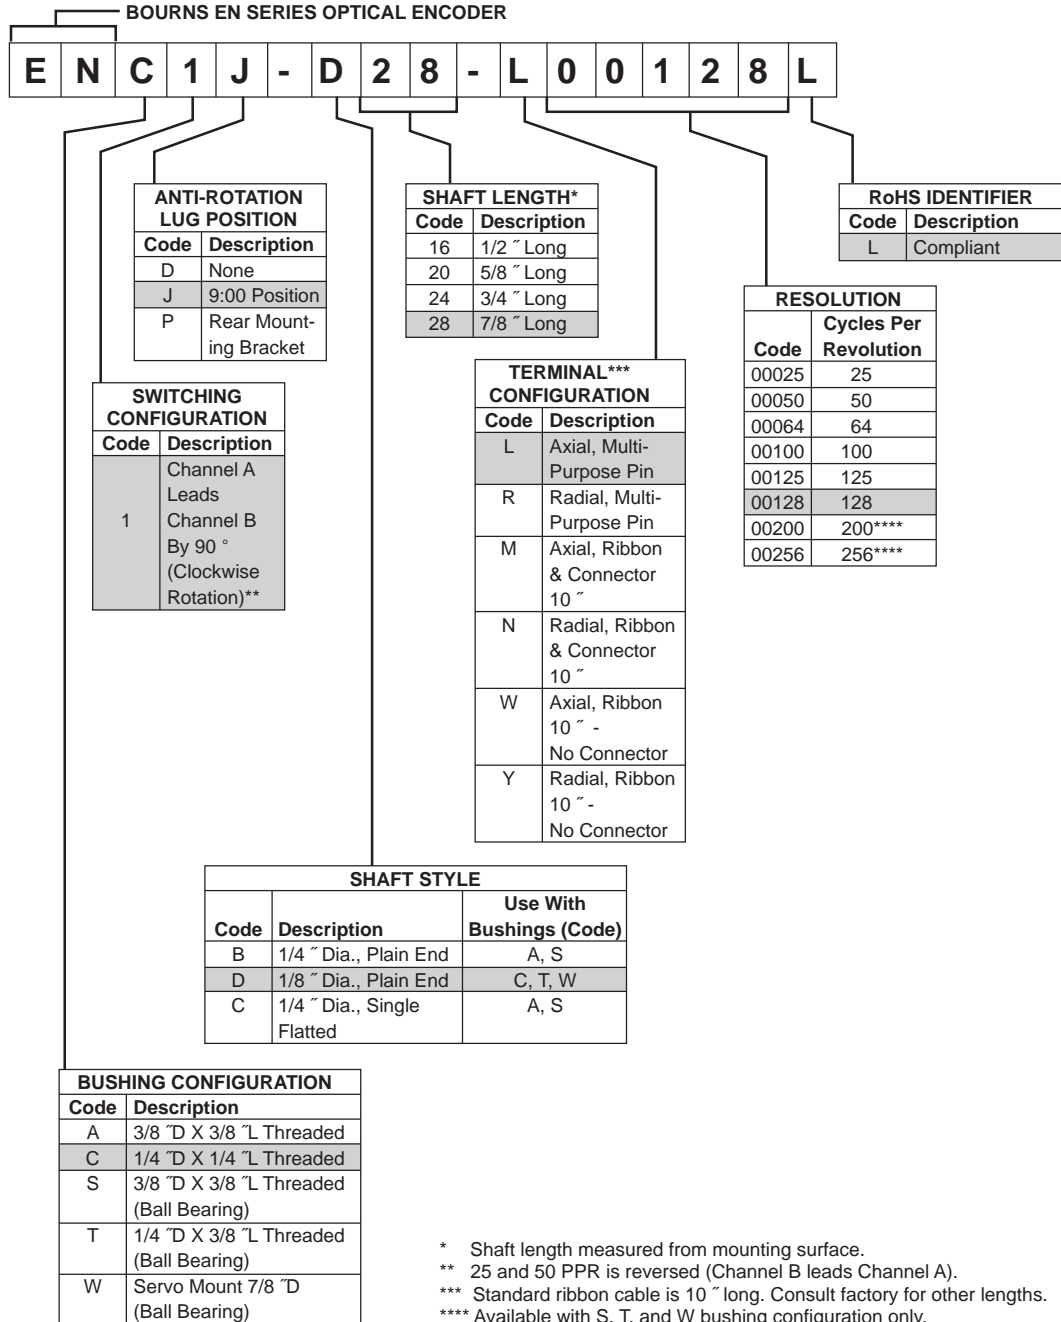 BOURNS EN SERIES OPTICAL ENCODER
E N C 1 J - D 2 8 - L 0 0 1 2 8 L
ANTI-ROTATION
LUG POSITION
Code Description
D None
J 9:00 Position
P Rear Mount-
ing Bracket
SHAFT LENGTH*
Code Description
16 1/2 ˝ Long
20 5/8 ˝ Long
24 3/4 ˝ Long
28 7/8 ˝ Long
RoHS IDENTIFIER
Code Description
L Compliant
RESOLUTION
Cycles Per
Code Revolution
00025 25
00050 50
00064 64
00100 100
00125 125
00128 128
00200 200****
00256 256****
SWITCHING
CONFIGURATION
Code Description
Channel A
Leads
1 Channel B
By 90 °
(Clockwise
Rotation)**
TERMINAL***
CONFIGURATION
Code Description
L Axial, Multi-
Purpose Pin
R Radial, Multi-
Purpose Pin
M Axial, Ribbon
& Connector
10 ˝
N Radial, Ribbon
& Connector
10 ˝
W Axial, Ribbon
10 ˝ -
No Connector
Y Radial, Ribbon
10 ˝ -
No Connector
SHAFT STYLE
Use With
Code Description Bushings (Code)
B 1/4 ˝ Dia., Plain End A, S
D 1/8 ˝ Dia., Plain End C, T, W
C 1/4 ˝ Dia., Single A, S
Flatted
BUSHING CONFIGURATION
Code Description
A 3/8 ˝D X 3/8 ˝L Threaded
C 1/4 ˝D X 1/4 ˝L Threaded
S 3/8 ˝D X 3/8 ˝L Threaded
(Ball Bearing)
T 1/4 ˝D X 3/8 ˝L Threaded
(Ball Bearing)
W Servo Mount 7/8 ˝D
(Ball Bearing)
* Shaft length measured from mounting surface.
** 25 and 50 PPR is reversed (Channel B leads Channel A).
*** Standard ribbon cable is 10 ˝ long. Consult factory for other lengths.
**** Available with S, T, and W bushing configuration only.